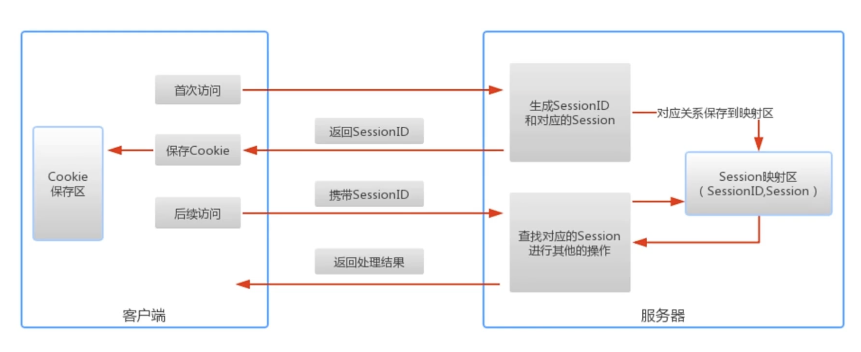 首次访问
生成SessionID
和对应的Session
对应关系保存到映射区
返回SessionID
保存Cookie
Cookie
保存区
Session映射区
（SessionID,Session）
携带SessionID
后续访问
查找对应的Session
进行其他的操作
返回处理结果
客户端
服务器